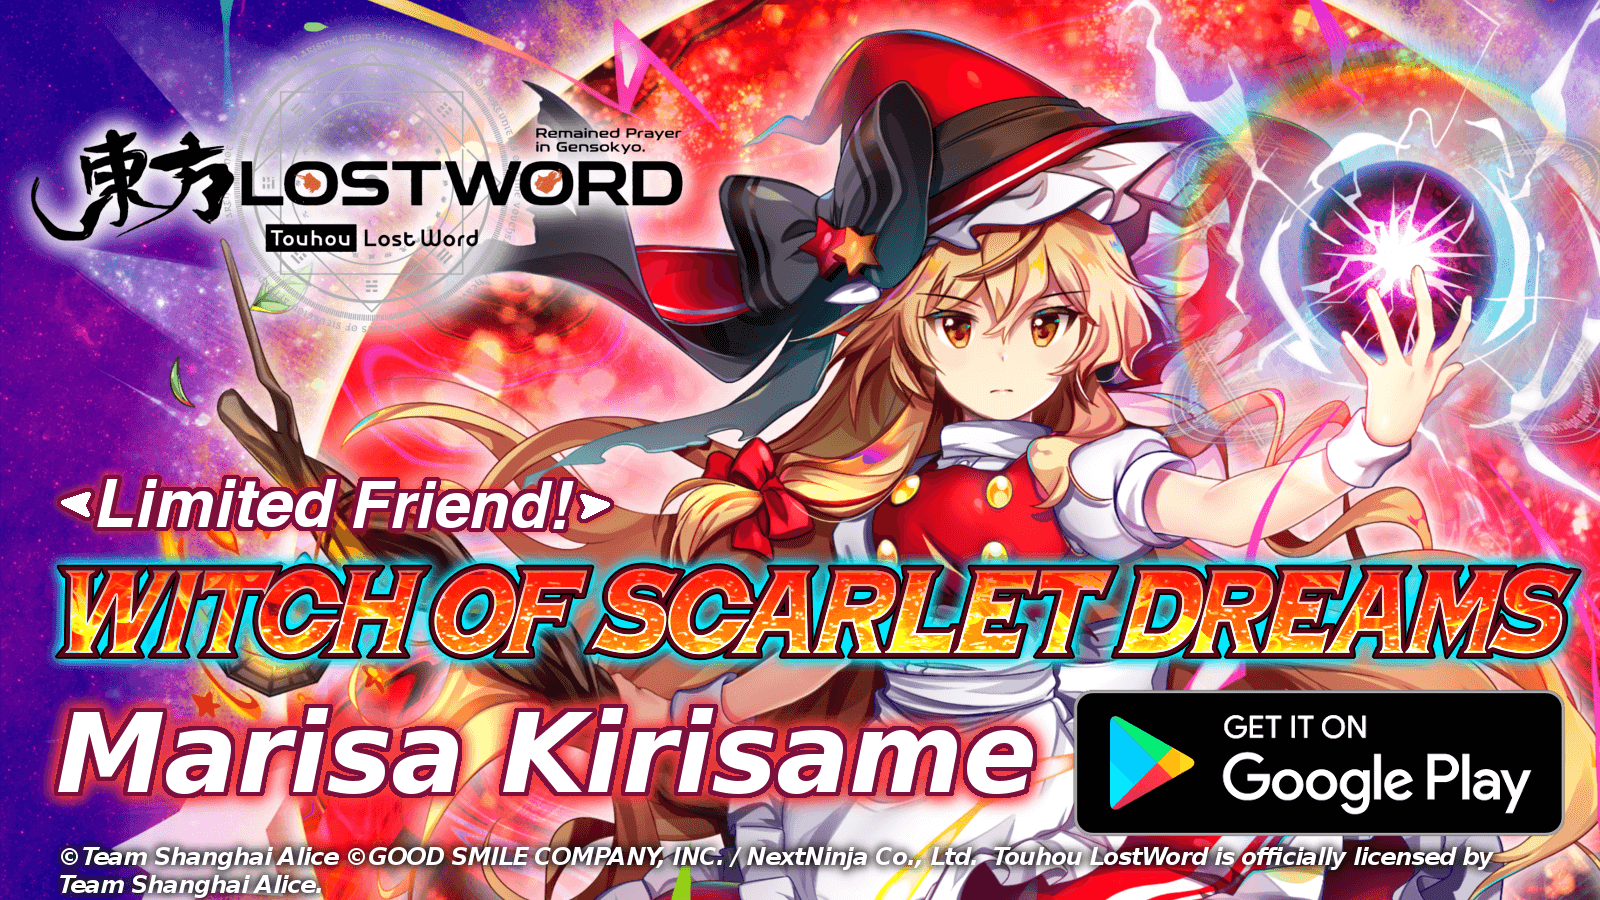 東方LOSTWORD
Remained Prayer
in Gensokyo.
Touhou Lost Word
<Limited Friend!>
WITCH OF SCARLET DREAMS
Marisa Kirisame
GET IT ON
Google Play
©Team Shanghai Alice ©GOOD SMILE COMPANY, INC. / NextNinja Co., Ltd. Touhou LostWord is officially licensed by
Team Shanghai Alice.